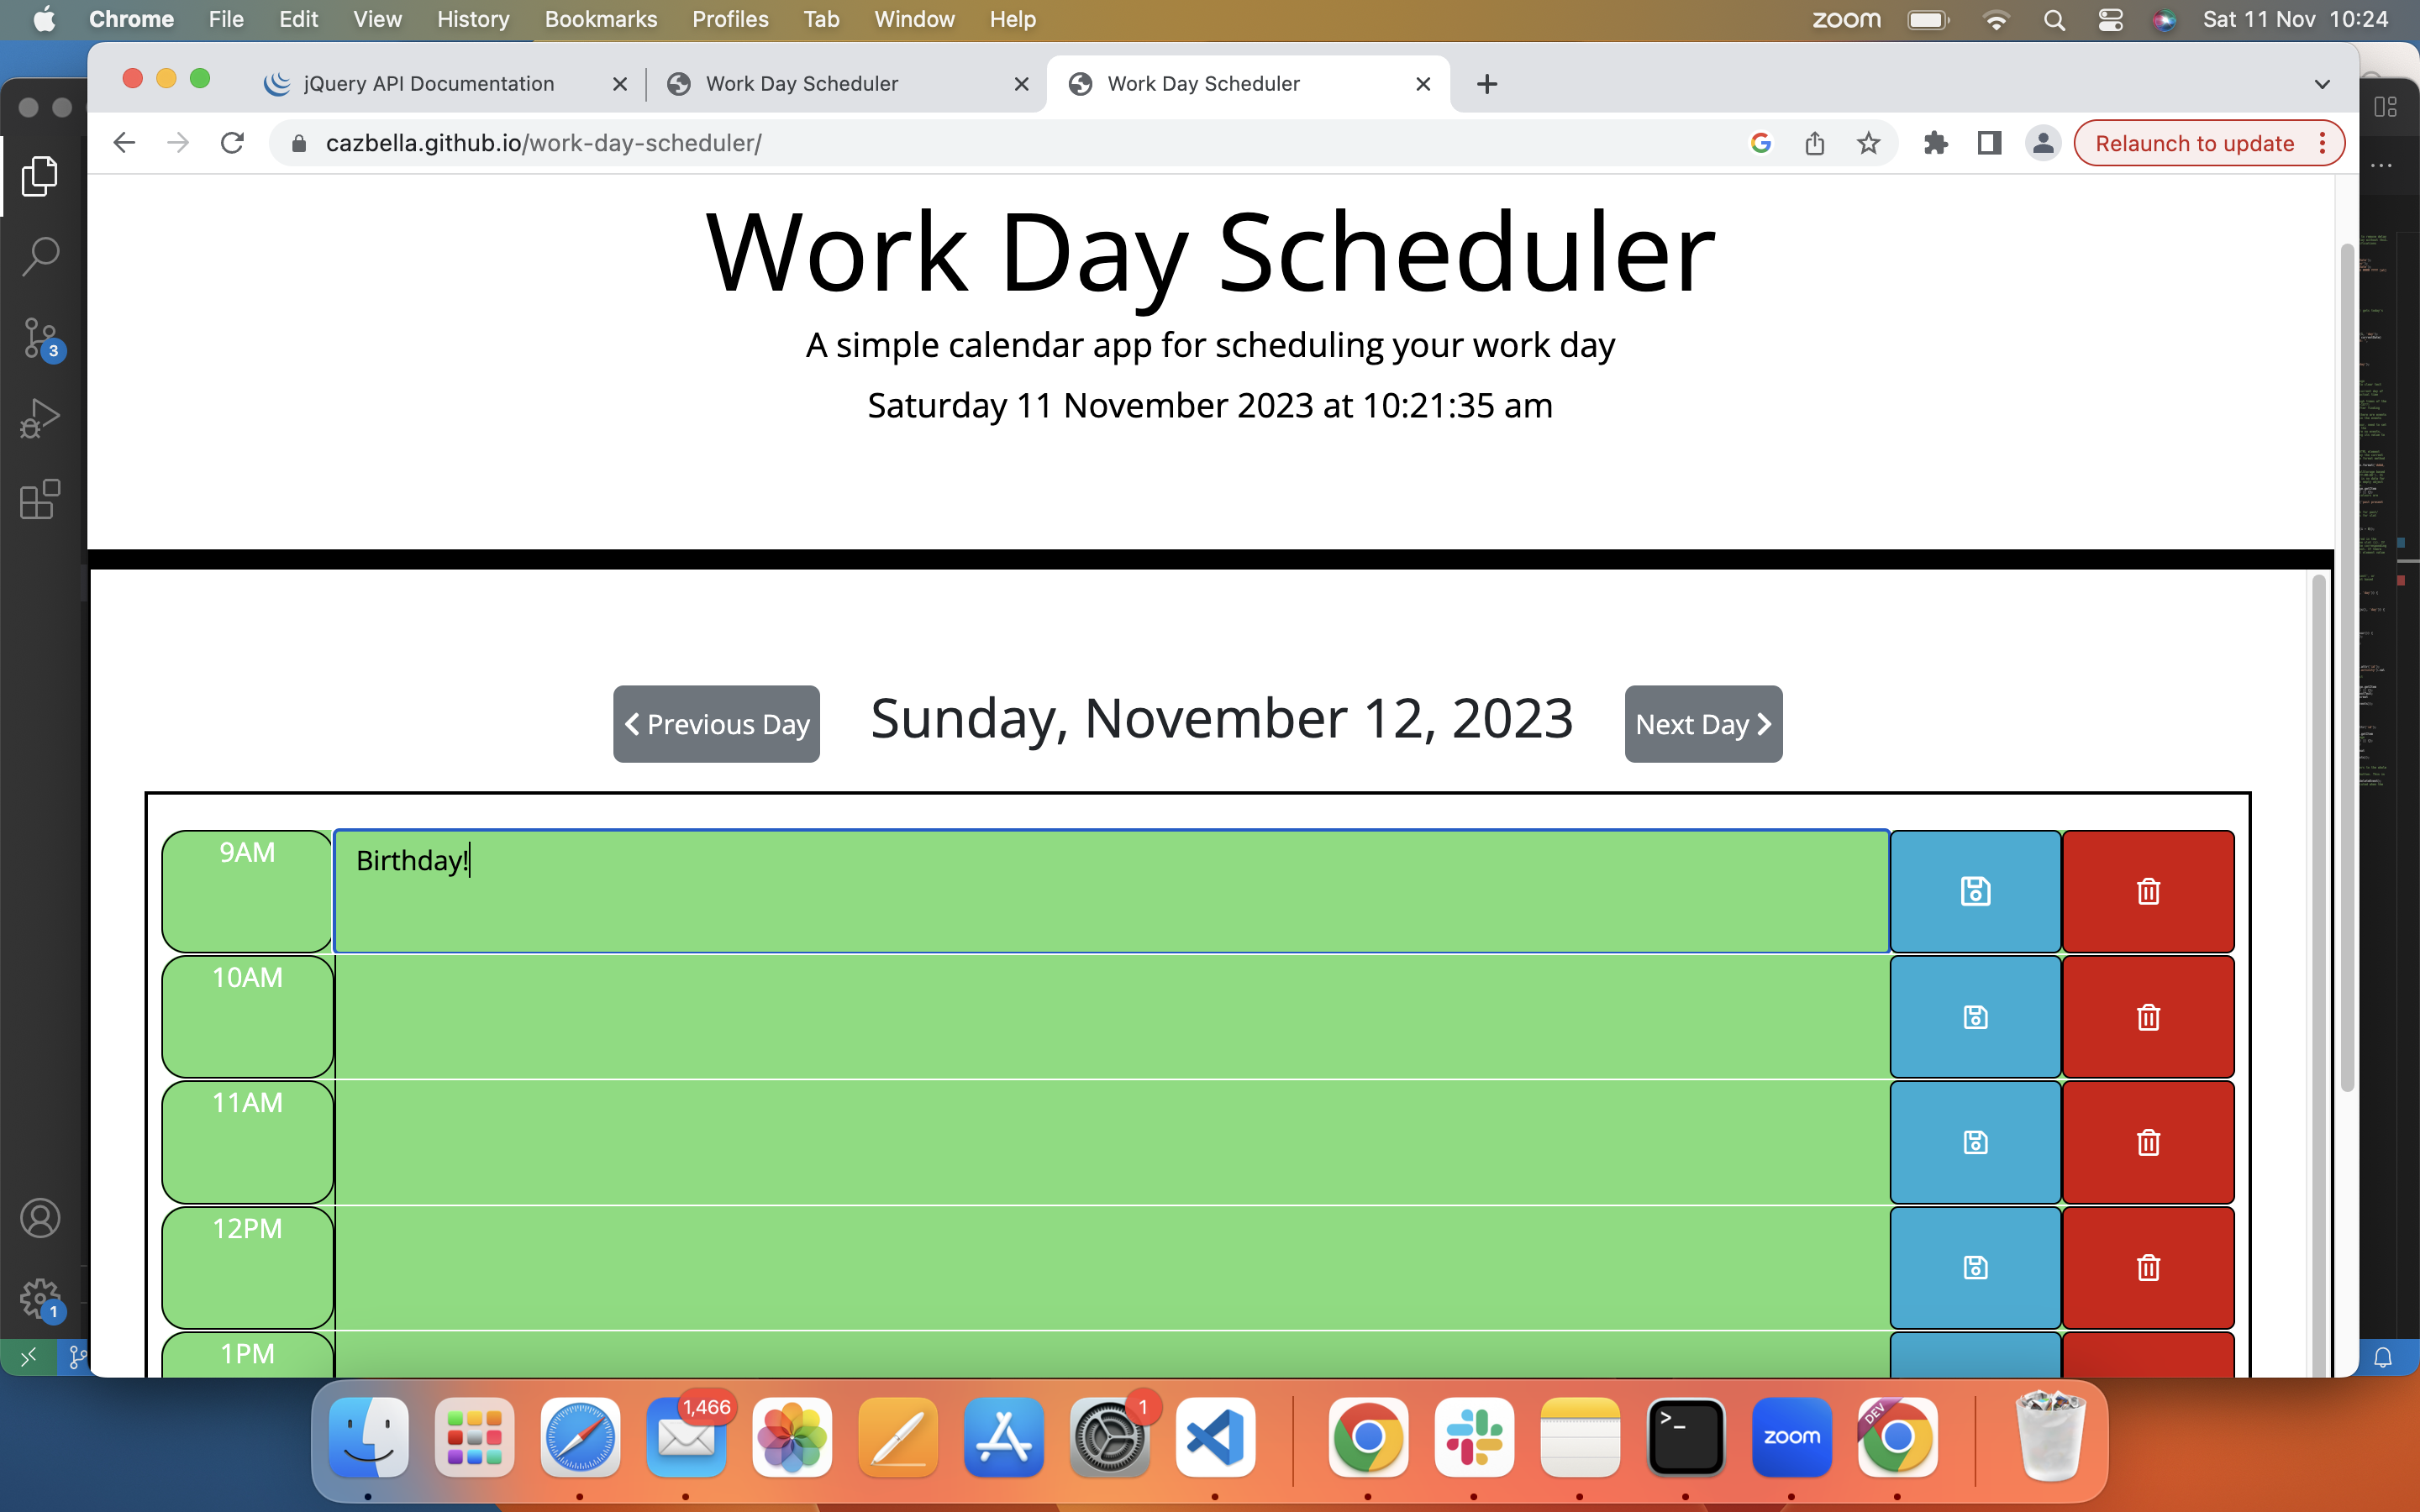 Chrome File Edit View History Bookmarks Profiles Tab Window Help zoom Sat 11 Nov 10:24
jQuery API Documentation Work Day Scheduler Work Day Scheduler
cazbella.github.io/work-day-scheduler/ Relaunch to update
Work Day Scheduler
A simple calendar app for scheduling your work day
Saturday 11 November 2023 at 10:21:35 am
3
Previous Day Sunday, November 12, 2023 Next Day
9AM Birthday!
10AM
11AM
12PM
1
1PM
1,466 1
>_ zoom DEV